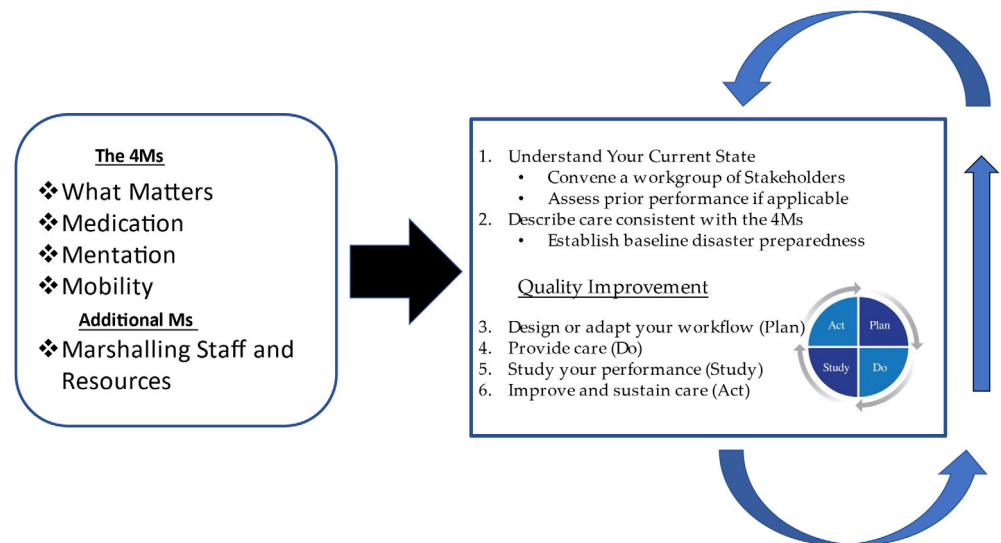 The 4Ms
❖What Matters
❖Medication
❖Mentation
❖Mobility
Additional Ms
❖Marshalling Staff and
Resources
1. Understand Your Current State
• Convene a workgroup of Stakeholders
• Assess prior performance if applicable
2. Describe care consistent with the 4Ms
• Establish baseline disaster preparedness
Quality Improvement
3. Design or adapt your workflow (Plan)
4. Provide care (Do)
5. Study your performance (Study)
6. Improve and sustain care (Act)
Act
Plan
Study
Do